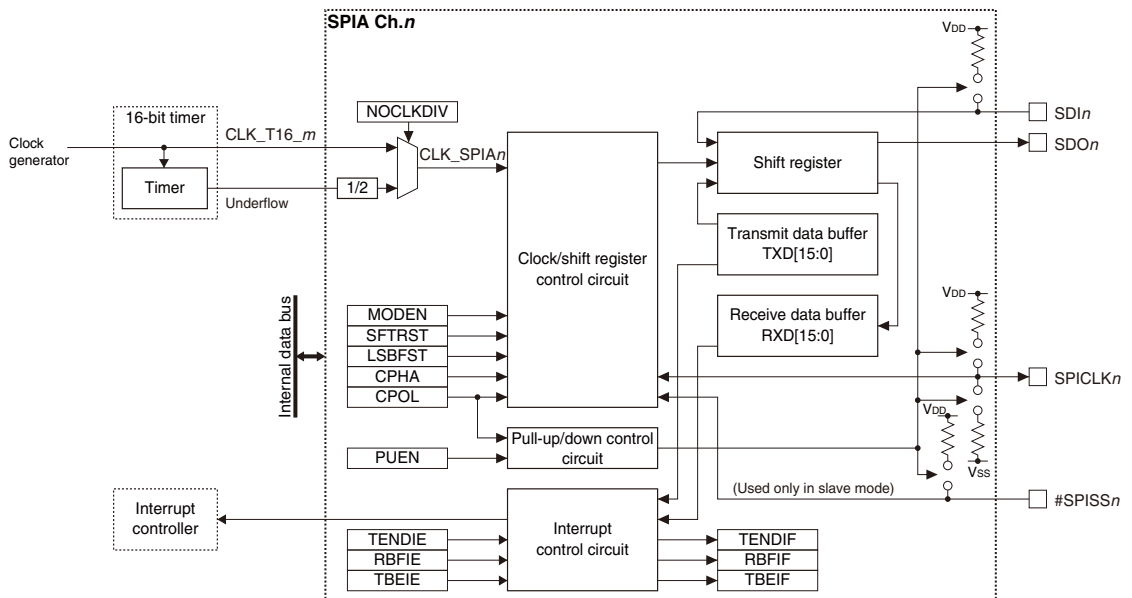 SPIA Ch.n
VDD
16-bit timer
NOCLKDIV
SDIn
Clock
generator
CLK_T16_m
CLK_SPIAn
SDOn
Shift register
Timer
1/2
Underflow
Transmit data buffer
TXD[15:0]
Clock/shift register
control circuit
Internal data bus
VDD
MODEN
Receive data buffer
RXD[15:0]
SFTRST
LSBFST
CPHA
SPICLKn
CPOL
VDD
Pull-up/down control
circuit
PUEN
VSS
(Used only in slave mode)
#SPISSn
Interrupt
controller
Interrupt
control circuit
TENDIE
TENDIF
RBFIE
RBFIF
TBEIE
TBEIF